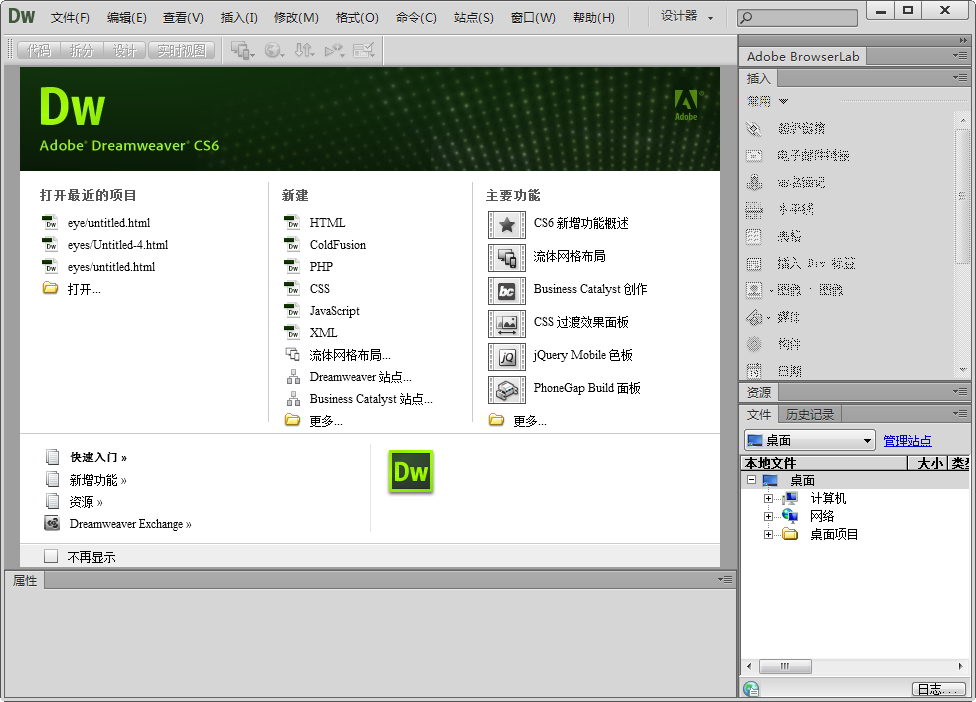 Dw 文件(F) 编辑(E) 查看(V) 插入(I) 修改(M) 格式(O) 命令(C) 站点(S) 窗口(W) 帮助(H) 设计器
代码 拆分 设计 实时视图
Dw
Adobe® Dreamweaver® CS6
Adobe
打开最近的项目
eye/untitled.html
eyes/Untitled-4.html
eyes/untitled.html
打开...
新建
HTML
ColdFusion
PHP
CSS
JavaScript
XML
流体网格布局...
Dreamweaver 站点...
Business Catalyst 站点...
更多...
主要功能
CS6 新增功能概述
流体网格布局
Business Catalyst 创作
CSS 过渡效果面板
jQuery Mobile 色板
PhoneGap Build 面板
更多...
快速入门 »
新增功能 »
资源 »
Dreamweaver Exchange »
Dw
不再显示
属性
Adobe BrowserLab
插入
常用
超级链接
电子邮件链接
命名锚记
水平线
表格
插入 Div 标签
图像 : 图像
媒体
构件
日期
资源
文件 历史记录
桌面 管理站点
本地文件 大小 类型
桌面
计算机
网络
桌面项目
日志...